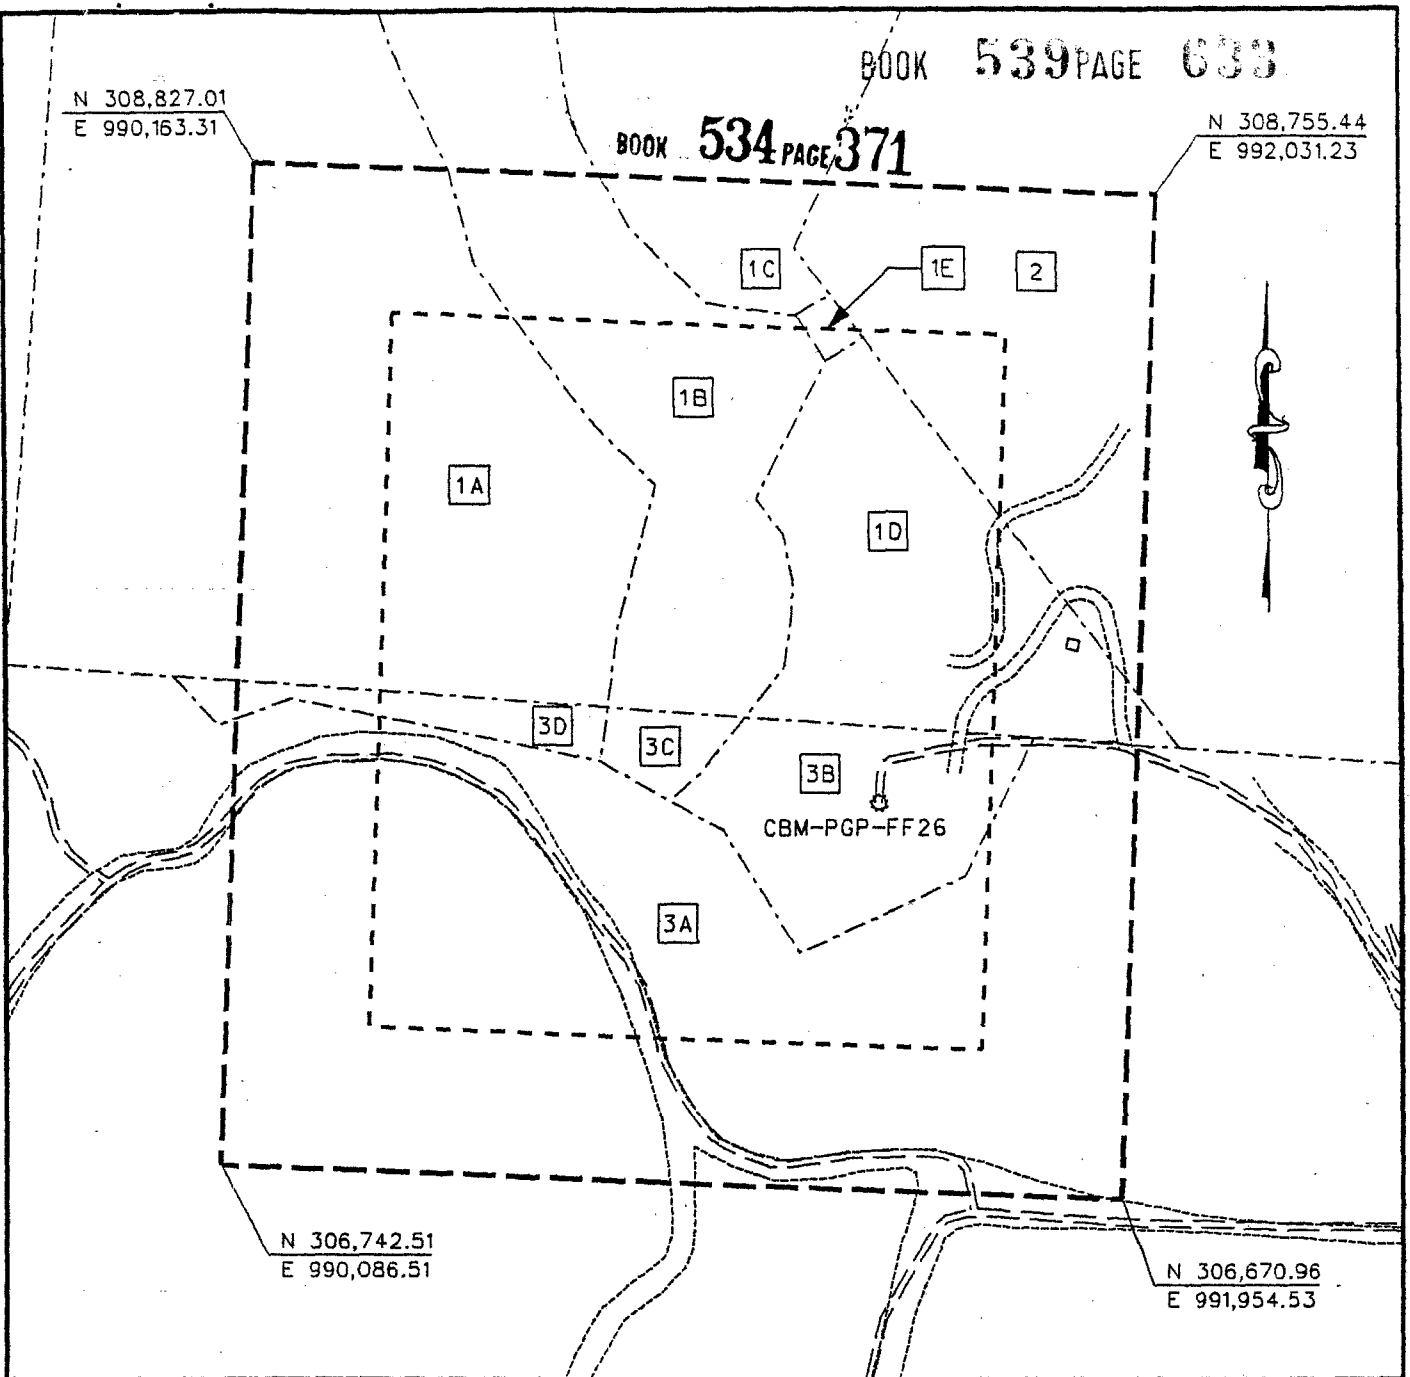 BOOK 539 PAGE 633
N 308,827.01
E 990,163.31
N 308,755.44
E 992,031.23
BOOK 534 PAGE 371
1C
1E
2
1B
1A
1D
3D
3C
3B
CBM-PGP-FF26
3A
N 306,742.51
E 990,086.51
N 306,670.96
E 991,954.53